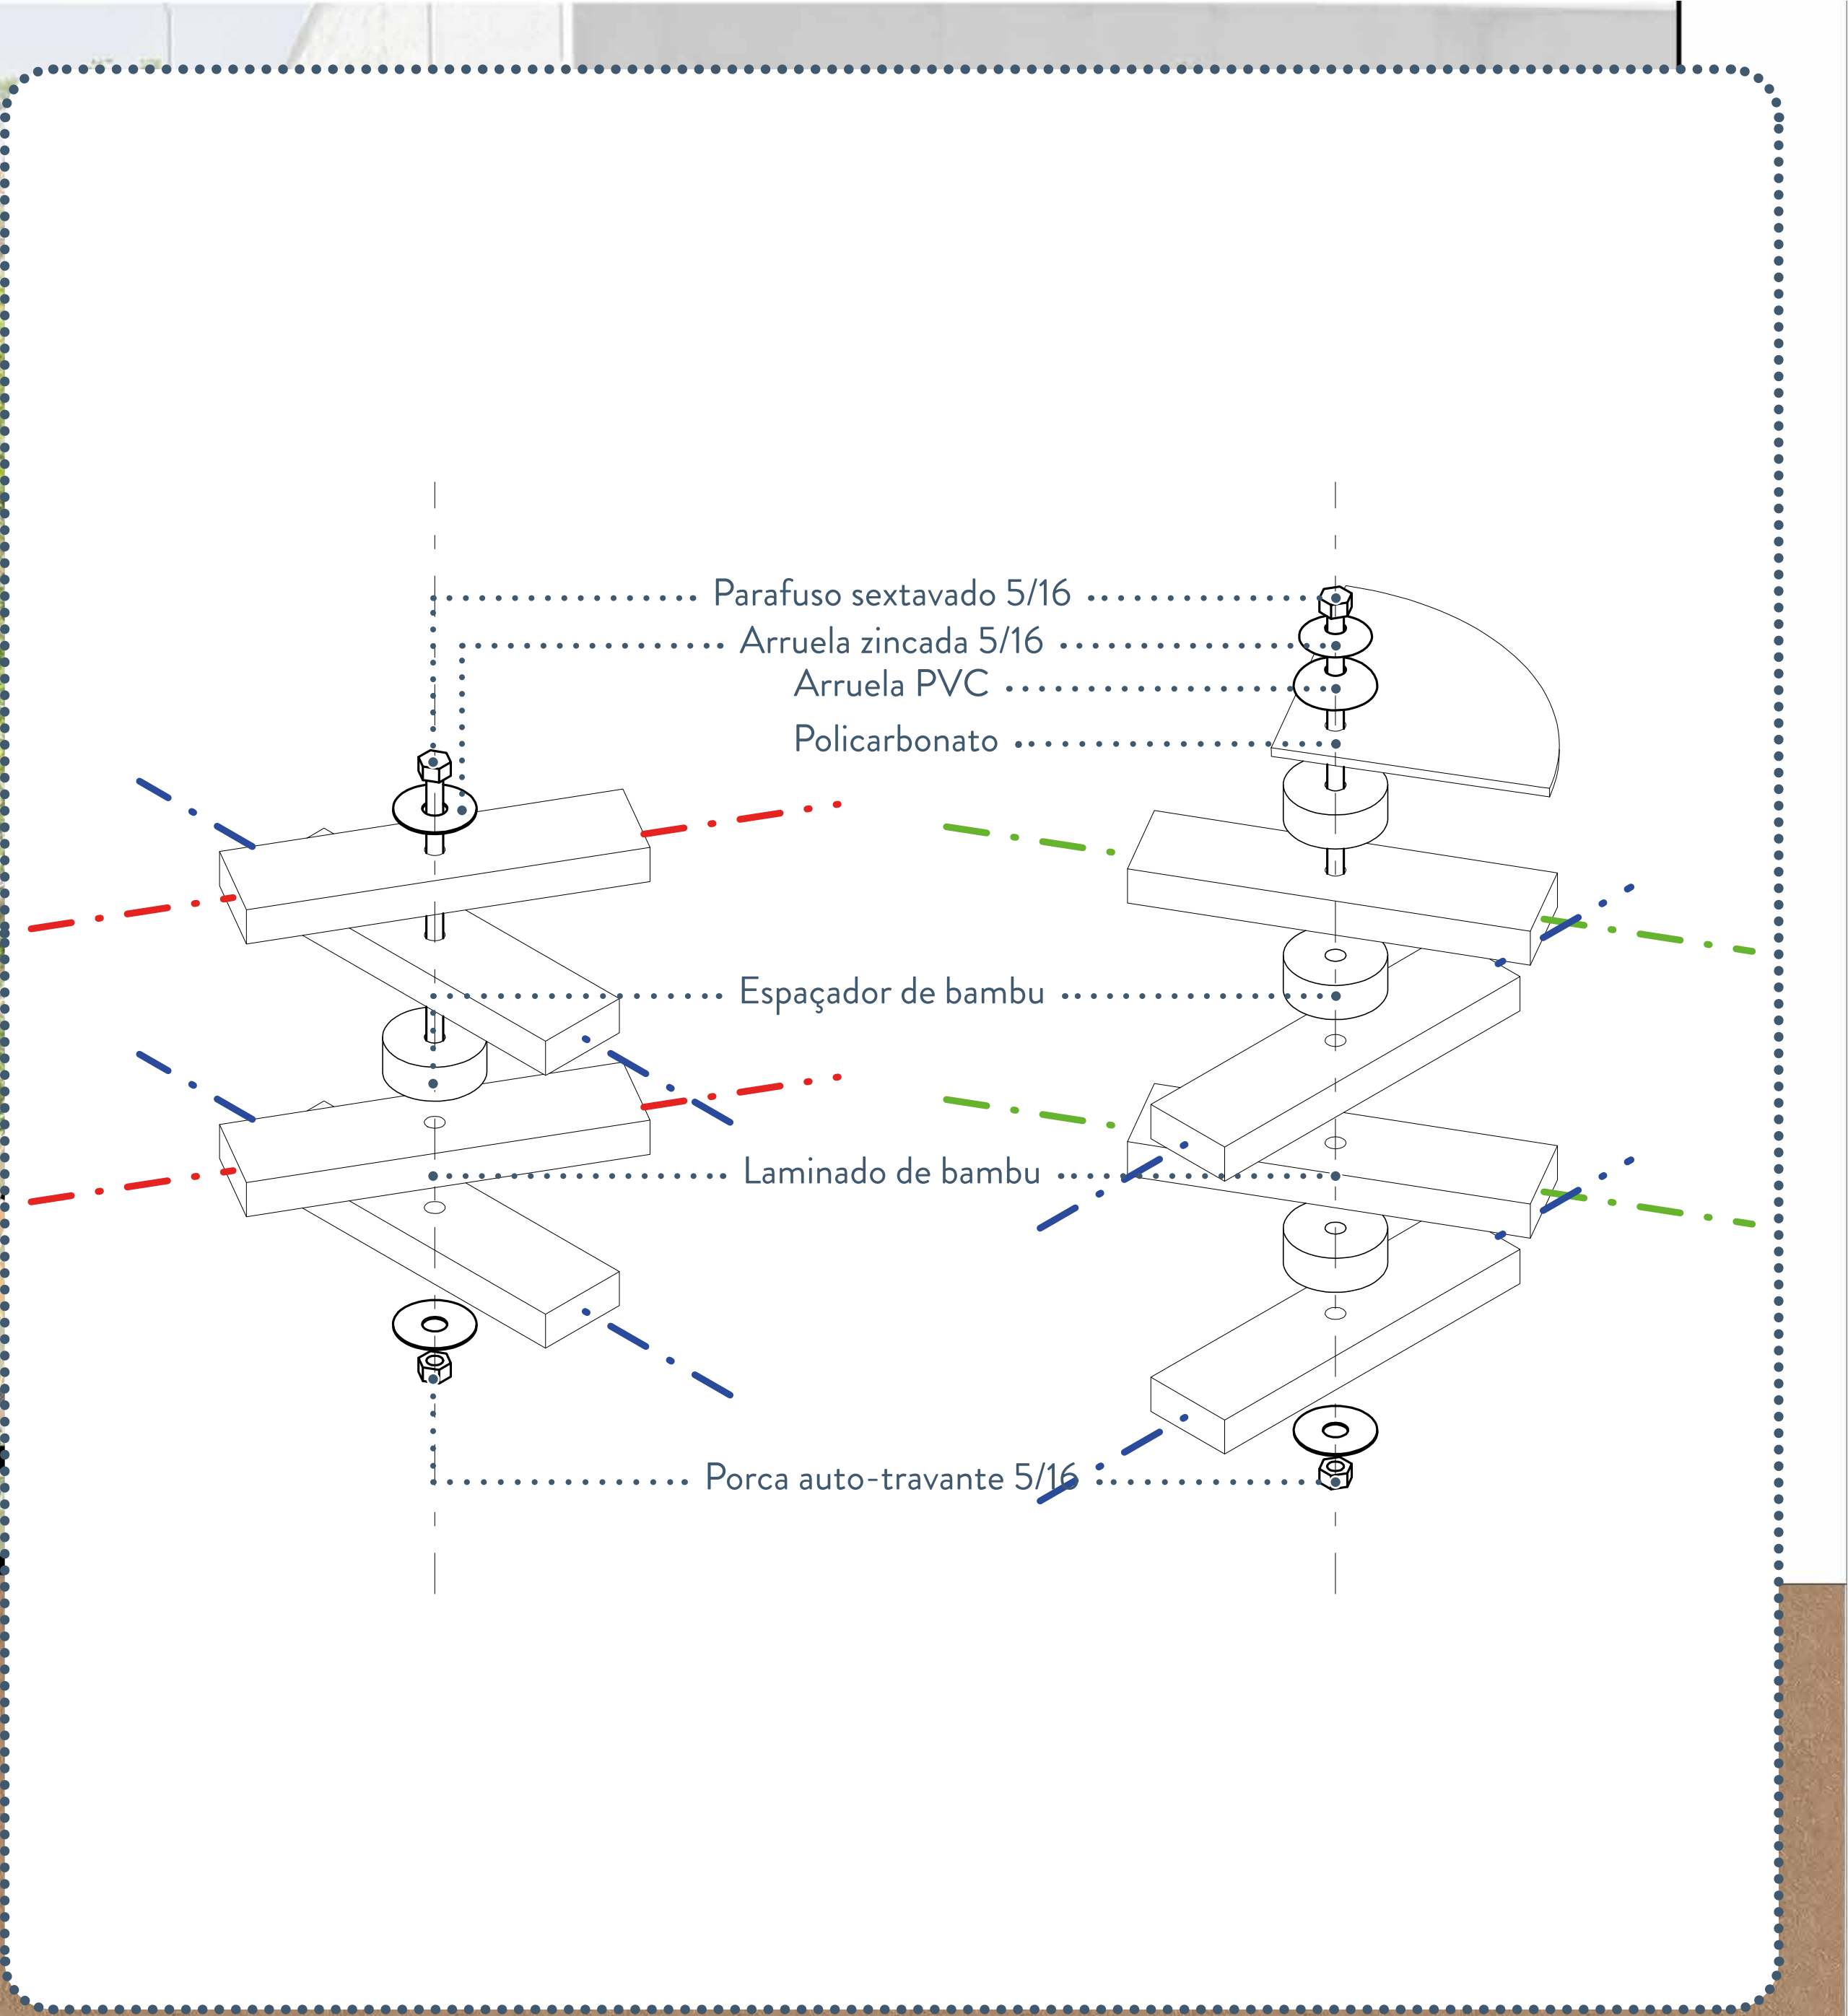 Parafuso sextavado 5/16
Arruela zincada 5/16
Arruela PVC
Policarbonato
Espaçador de bambu
Laminado de bambu
Porca auto-travante 5/16